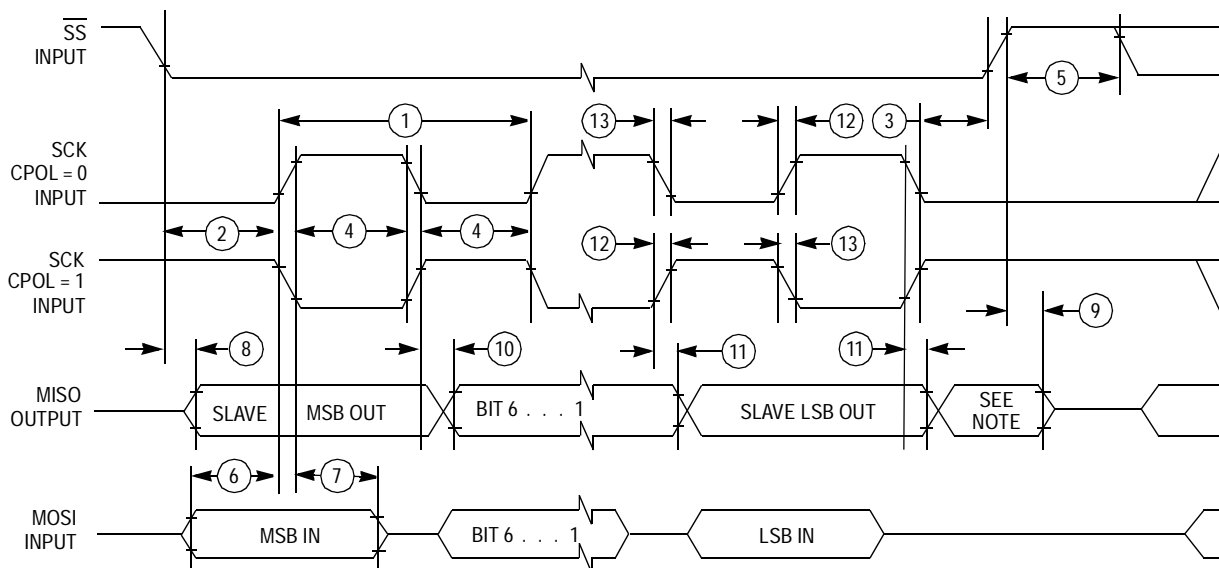 SS
INPUT
5
1
13
12
3
SCK
CPOL = 0
INPUT
2
4
4
12
13
SCK
CPOL = 1
INPUT
8
10
11
11
9
MISO
OUTPUT
SLAVE
MSB OUT
BIT 6 . . . 1
SLAVE LSB OUT
SEE
NOTE
6
7
MOSI
INPUT
MSB IN
BIT 6 . . . 1
LSB IN